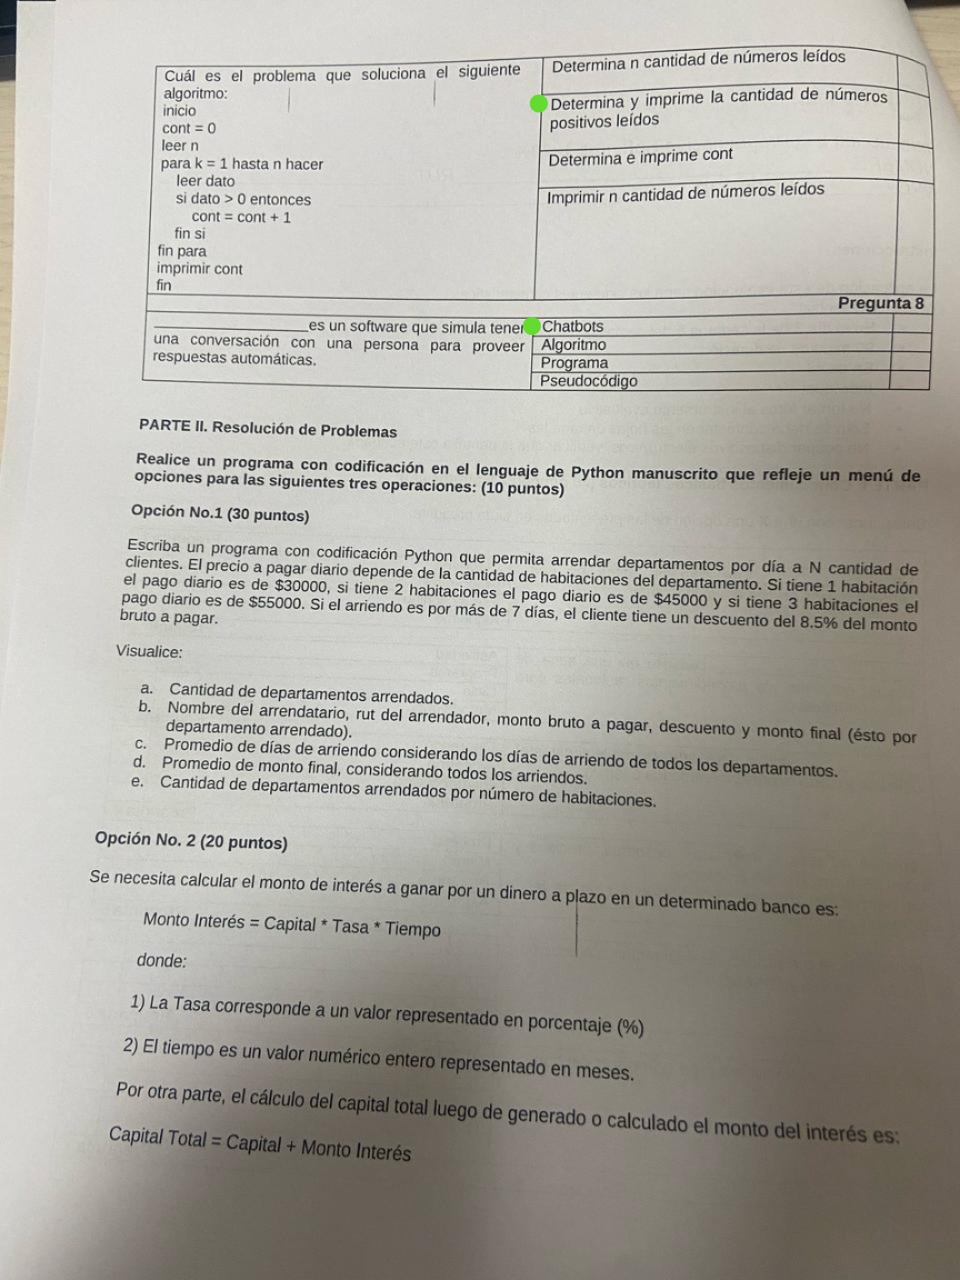 Cuál es el problema que soluciona el siguiente
algoritmo:
inicio
cont = 0
leer n
para k = 1 hasta n hacer
leer dato
si dato > 0 entonces
cont = cont + 1
fin si
fin para
imprimir cont
fin
Determina n cantidad de números leídos
Determina y imprime la cantidad de números
positivos leídos
Determina e imprime cont
Imprimir n cantidad de números leídos
Pregunta 8
____________________es un software que simula tener
una conversación con una persona para proveer
respuestas automáticas.
Chatbots
Algoritmo
Programa
Pseudocódigo
PARTE II. Resolución de Problemas
Realice un programa con codificación en el lenguaje de Python manuscrito que refleje un menú de
opciones para las siguientes tres operaciones: (10 puntos)
Opción No.1 (30 puntos)
Escriba un programa con codificación Python que permita arrendar departamentos por día a N cantidad de
clientes. El precio a pagar diario depende de la cantidad de habitaciones del departamento. Si tiene 1 habitación
el pago diario es de $30000, si tiene 2 habitaciones el pago diario es de $45000 y si tiene 3 habitaciones el
pago diario es de $55000. Si el arriendo es por más de 7 días, el cliente tiene un descuento del 8.5% del monto
bruto a pagar.
Visualice:
a. Cantidad de departamentos arrendados.
b. Nombre del arrendatario, rut del arrendador, monto bruto a pagar, descuento y monto final (ésto por
departamento arrendado).
c. Promedio de días de arriendo considerando los días de arriendo de todos los departamentos.
d. Promedio de monto final, considerando todos los arriendos.
e. Cantidad de departamentos arrendados por número de habitaciones.
Opción No. 2 (20 puntos)
Se necesita calcular el monto de interés a ganar por un dinero a plazo en un determinado banco es:
Monto Interés = Capital * Tasa * Tiempo
donde:
1) La Tasa corresponde a un valor representado en porcentaje (%)
2) El tiempo es un valor numérico entero representado en meses.
Por otra parte, el cálculo del capital total luego de generado o calculado el monto del interés es:
Capital Total = Capital + Monto Interés